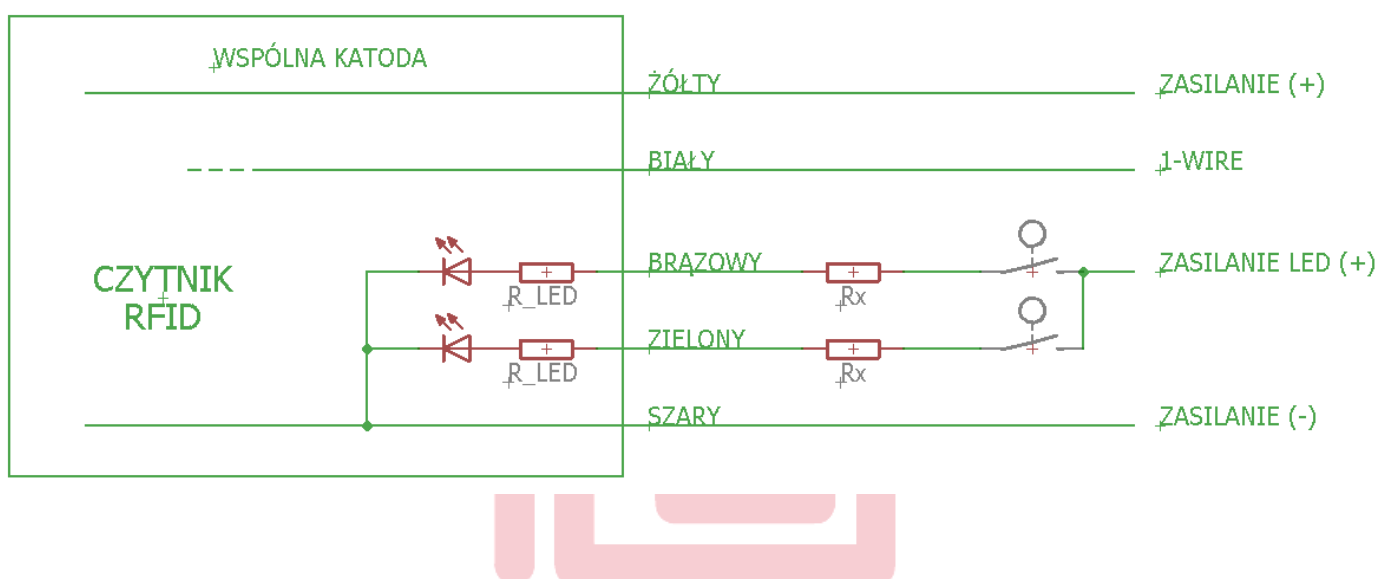 WSPÓLNA KATODA
ŻÓŁTY
ZASILANIE (+)
BIAŁY
1-WIRE
CZYTNIK
RFID
R_LED
BRĄZOWY
Rx
ZASILANIE LED (+)
R_LED
ZIELONY
Rx
SZARY
ZASILANIE (-)